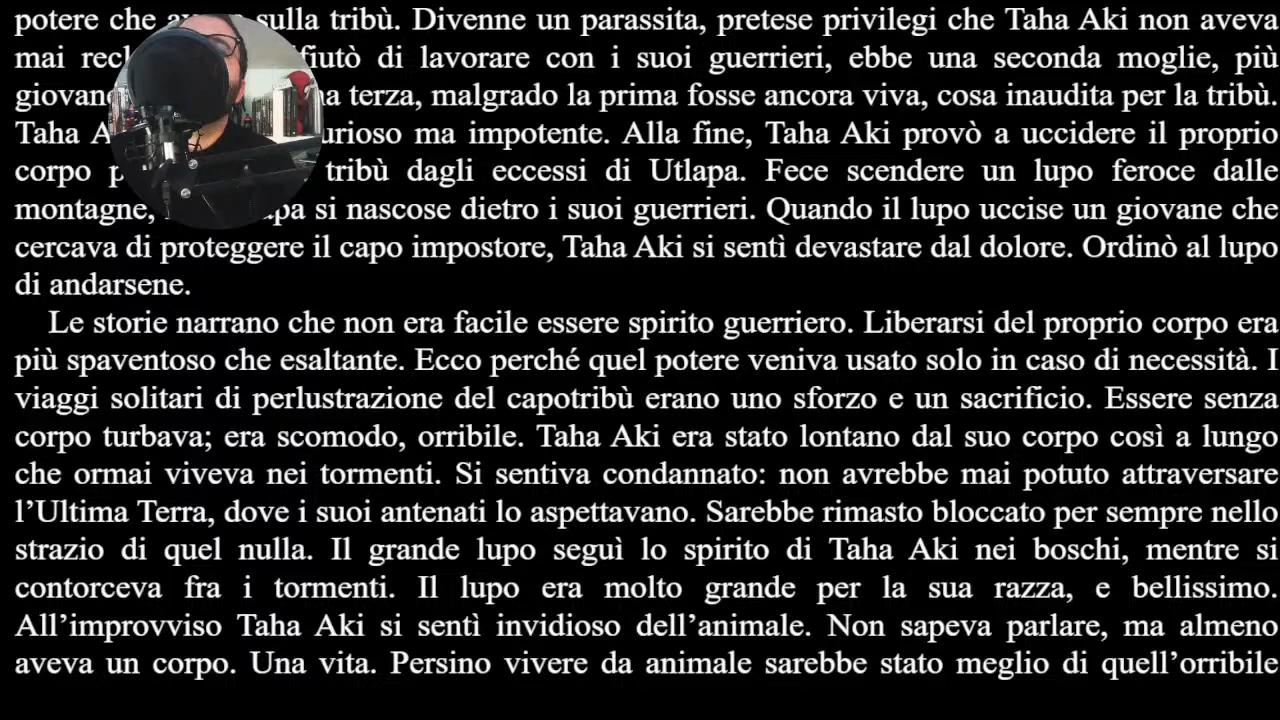 potere che sulla tribù. Divenne un parassita, pretese privilegi che Taha Aki non aveva
mai di lavorare con i suoi guerrieri, ebbe una seconda moglie, più
terza, malgrado la prima fosse ancora viva, cosa inaudita per la tribù.
Taha ma impotente. Alla fine, Taha Aki provò a uccidere il proprio
corpo tribù dagli eccessi di Utlapa. Fece scendere un lupo feroce dalle
montagne, si nascose dietro i suoi guerrieri. Quando il lupo uccise un giovane che
cercava di proteggere il capo impostore, Taha Aki si sentì devastare dal dolore. Ordinò al lupo
di andarsene.
Le storie narrano che non era facile essere spirito guerriero. Liberarsi del proprio corpo era
più spaventoso che esaltante. Ecco perché quel potere veniva usato solo in caso di necessità. I
viaggi solitari di perlustrazione del capotribù erano uno sforzo e un sacrificio. Essere senza
corpo turbava; era scomodo, orribile. Taha Aki era stato lontano dal suo corpo così a lungo
che ormai viveva nei tormenti. Si sentiva condannato: non avrebbe mai potuto attraversare
l’Ultima Terra, dove i suoi antenati lo aspettavano. Sarebbe rimasto bloccato per sempre nello
strazio di quel nulla. Il grande lupo seguì lo spirito di Taha Aki nei boschi, mentre si
contorceva fra i tormenti. Il lupo era molto grande per la sua razza, e bellissimo.
All’improvviso Taha Aki si sentì invidioso dell’animale. Non sapeva parlare, ma almeno
aveva un corpo. Una vita. Persino vivere da animale sarebbe stato meglio di quell’orribile